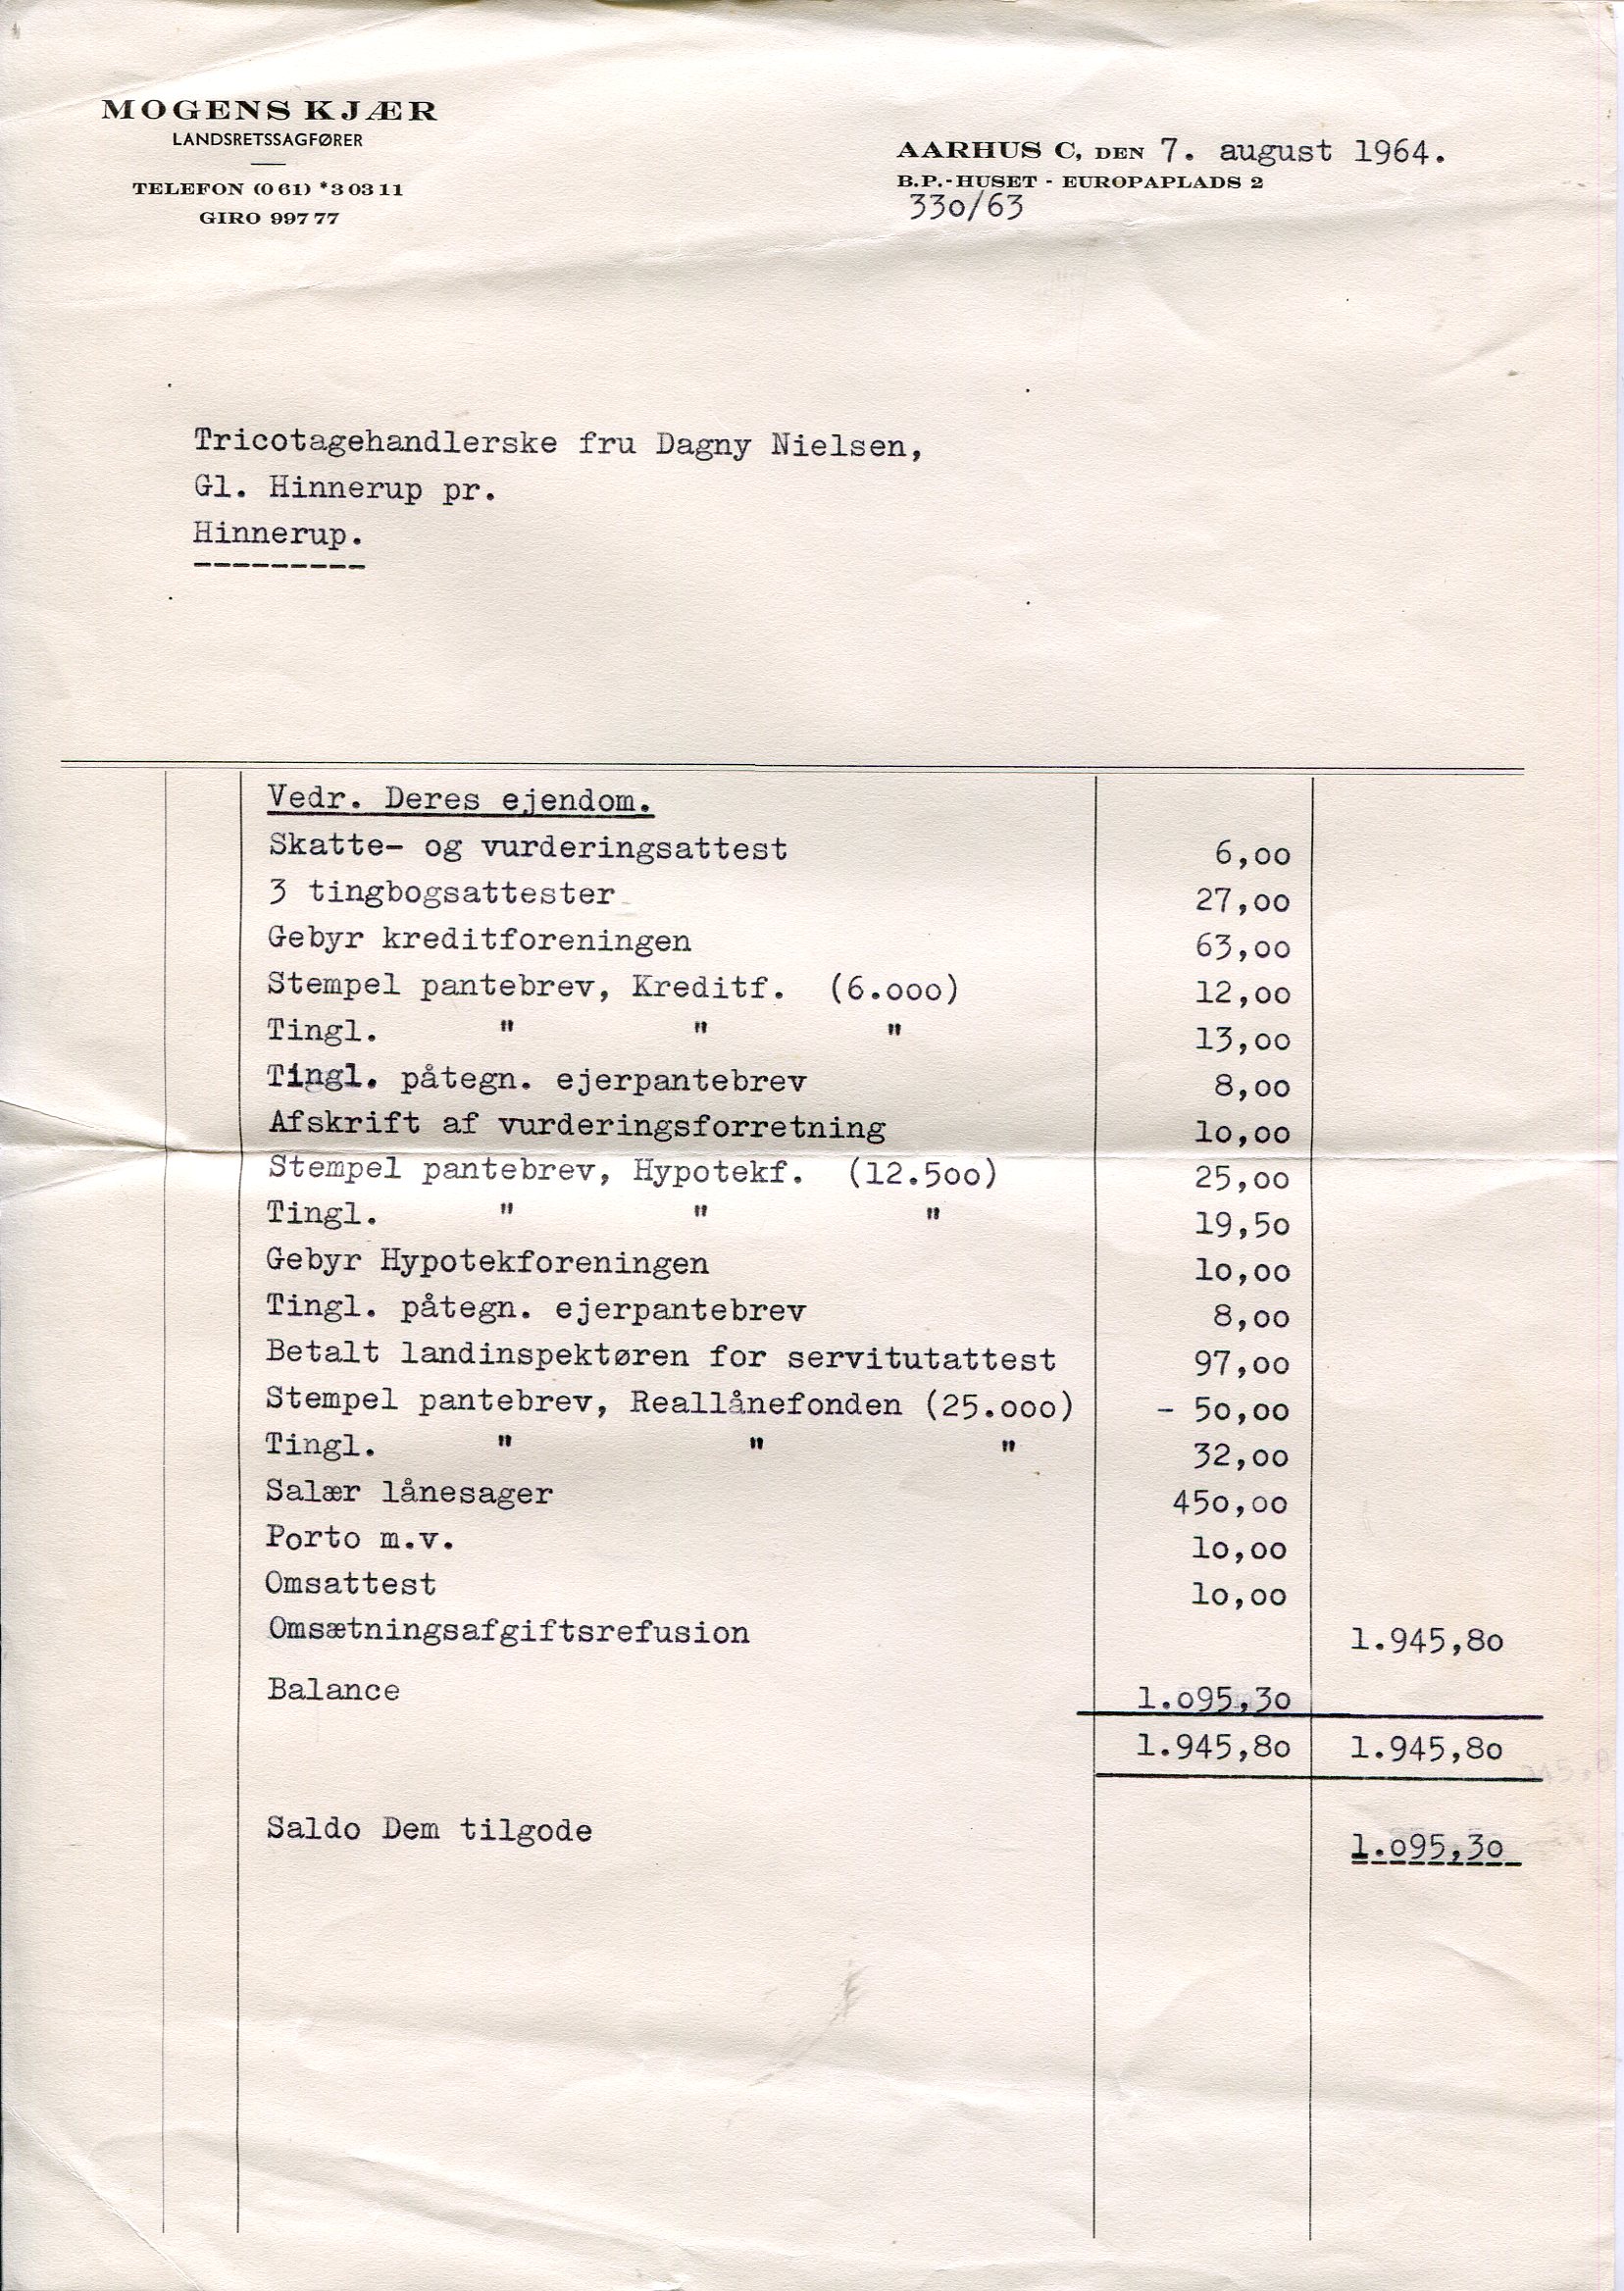 MOGENS KJÆR
LANDSRETSSAGFØRER
TELEFON (0 61) *3 03 11
GIRO 997 77
AARHUS C, DEN 7. august 1964.
B.P.-HUSET - EUROPAPLADS 2
33o/63
Tricotagehandlerske fru Dagny Nielsen,
Gl. Hinnerup pr.
Hinnerup.
Vedr. Deres ejendom.
Skatte- og vurderingsattest 6,oo
3 tingbogsattester 27,oo
Gebyr kreditforeningen 63,oo
Stempel pantebrev, Kreditf. (6.ooo) 12,oo
Tingl. " " " 13,oo
Tingl. påtegn. ejerpantebrev 8,oo
Afskrift af vurderingsforretning lo,oo
Stempel pantebrev, Hypotekf. (12.5oo) 25,oo
Tingl. " " " 19,5o
Gebyr Hypotekforeningen lo,oo
Tingl. påtegn. ejerpantebrev 8,oo
Betalt landinspektøren for servitutattest 97,oo
Stempel pantebrev, Reallånefonden (25.ooo) - 5o,oo
Tingl. " " " 32,oo
Salær lånesager 45o,oo
Porto m.v. lo,oo
Omsattest lo,oo
Omsætningsafgiftsrefusion 1.945,8o
Balance 1.o95,3o
1.945,8o 1.945,8o
Saldo Dem tilgode 1.o95,3o